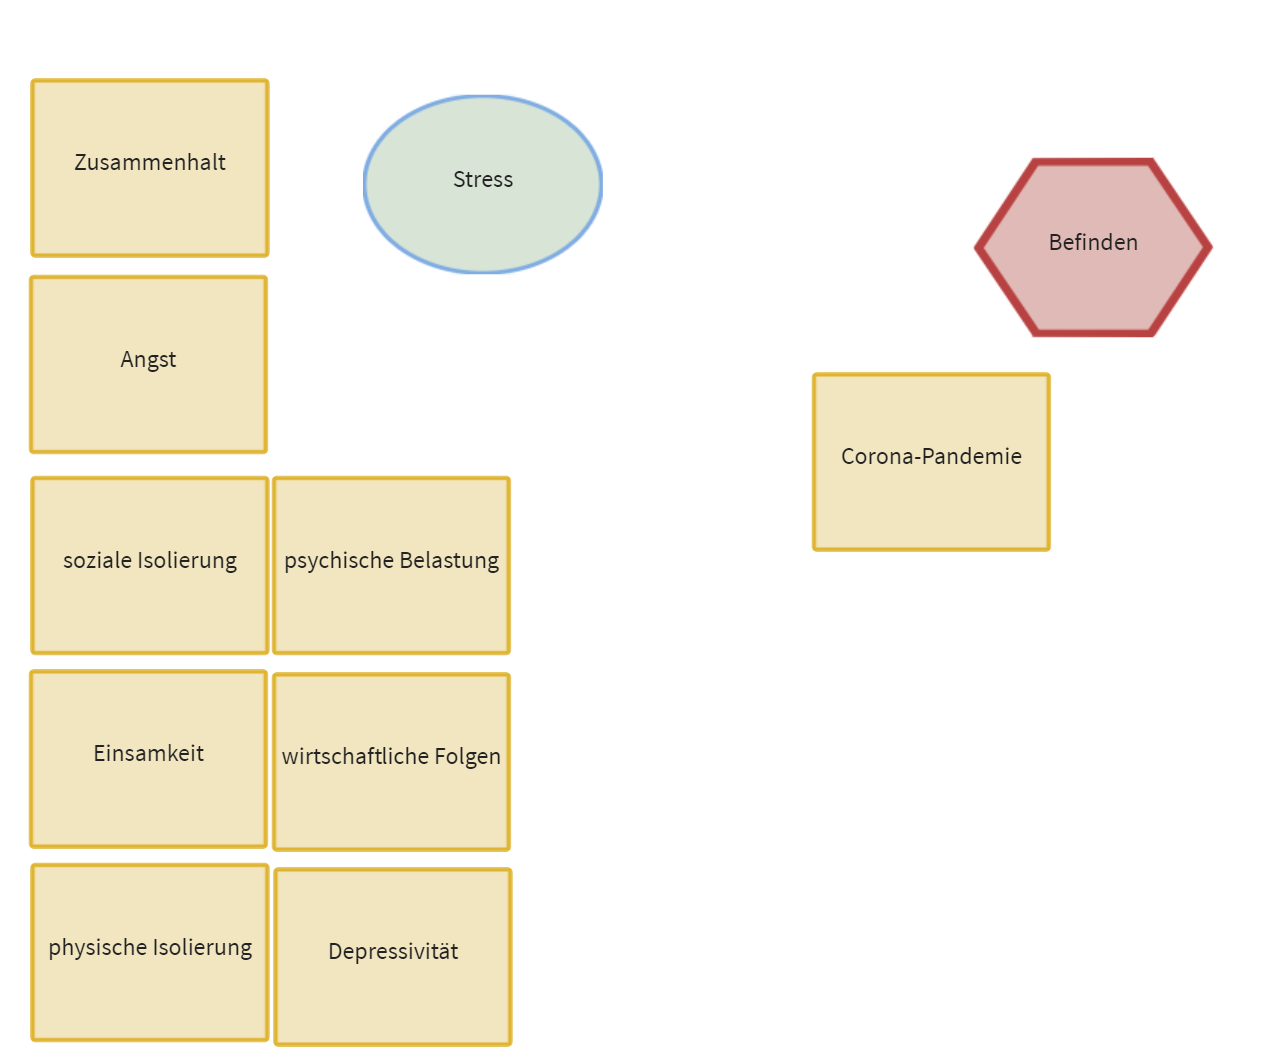 Zusammenhalt
Stress
Befinden
Angst
Corona-Pandemie
soziale Isolierung
psychische Belastung
Einsamkeit
wirtschaftliche Folgen
physische Isolierung
Depressivität